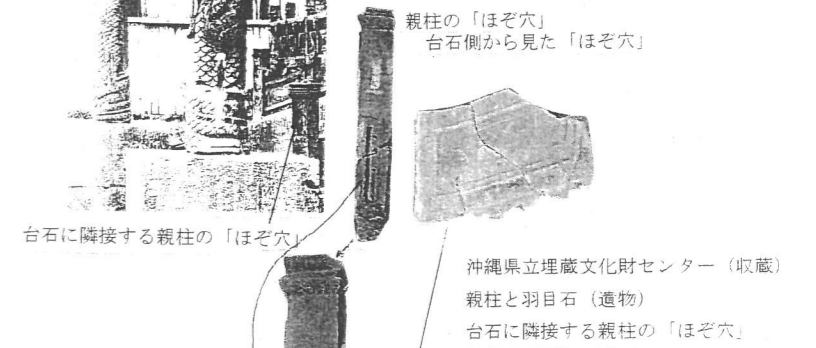 親柱の「ほぞ穴」
台石側から見た「ほぞ穴」
台石に隣接する親柱の「ほぞ穴」
沖縄県立埋蔵文化財センター（収蔵）
親柱と羽目石（遺物）
台石に隣接する親柱の「ほぞ穴」